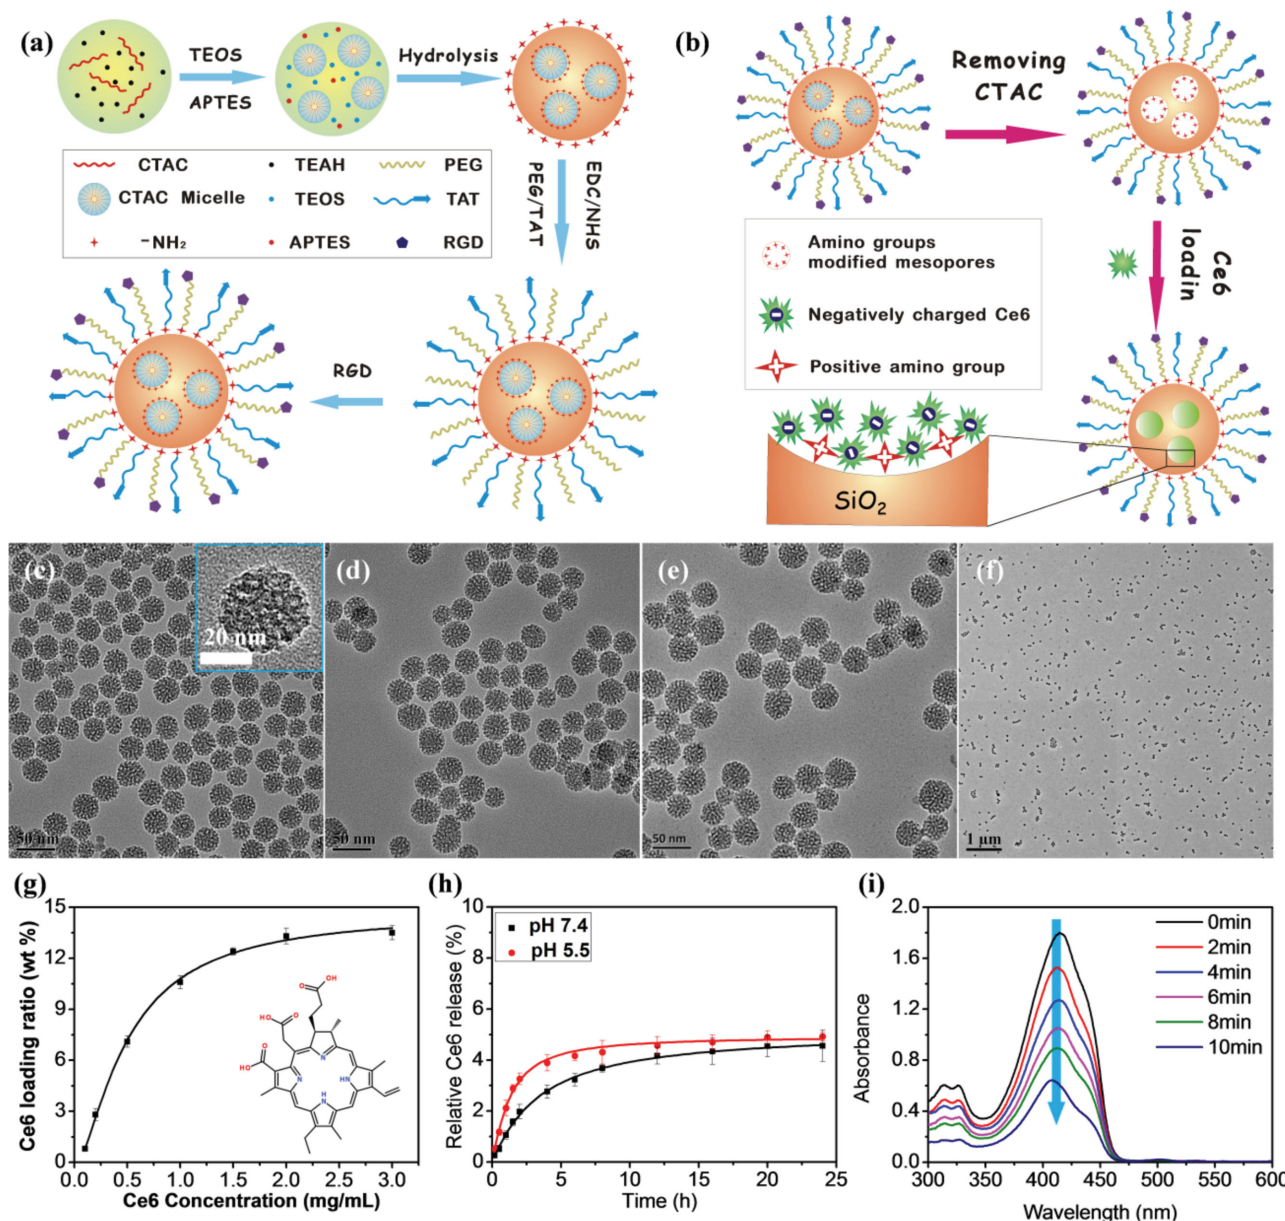 (a)
TEOS
APTES
Hydrolysis
CTAC
TEAH
PEG
CTAC Micelle
TEOS
TAT
-NH2
APTES
RGD
EDC/NHS
PEG/TAT
RGD
(b)
Removing
CTAC
Ce6
loadin
Amino groups
modified mesopores
Negatively charged Ce6
Positive amino group
SiO2
(c)
20 nm
50 nm
(d)
50 nm
(e)
50 nm
(f)
1 μm
(g)
Ce6 loading ratio (wt %)
15
12
9
6
3
0
0.0 0.5 1.0 1.5 2.0 2.5 3.0
Ce6 Concentration (mg/mL)
OH
O
HO
O
O
HO
N
N
HN
H
N
(h)
Relative Ce6 release (%)
10
8
6
4
2
0
pH 7.4
pH 5.5
0 5 10 15 20 25
Time (h)
(i)
Absorbance
2.0
1.6
1.2
0.8
0.4
0.0
0min
2min
4min
6min
8min
10min
300 350 400 450 500 550 600
Wavelength (nm)